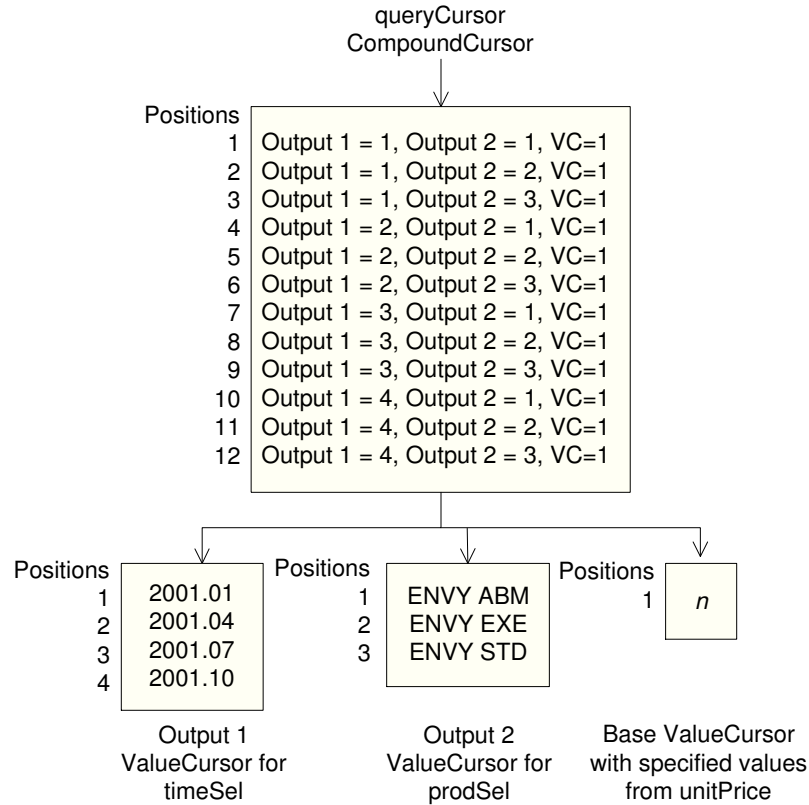 queryCursor
CompoundCursor
Positions
1 Output 1 = 1, Output 2 = 1, VC=1
2 Output 1 = 1, Output 2 = 2, VC=1
3 Output 1 = 1, Output 2 = 3, VC=1
4 Output 1 = 2, Output 2 = 1, VC=1
5 Output 1 = 2, Output 2 = 2, VC=1
6 Output 1 = 2, Output 2 = 3, VC=1
7 Output 1 = 3, Output 2 = 1, VC=1
8 Output 1 = 3, Output 2 = 2, VC=1
9 Output 1 = 3, Output 2 = 3, VC=1
10 Output 1 = 4, Output 2 = 1, VC=1
11 Output 1 = 4, Output 2 = 2, VC=1
12 Output 1 = 4, Output 2 = 3, VC=1
Positions
1 2001.01
2 2001.04
3 2001.07
4 2001.10
Output 1
ValueCursor for
timeSel
Positions
1 ENVY ABM
2 ENVY EXE
3 ENVY STD
Output 2
ValueCursor for
prodSel
Positions
1 n
Base ValueCursor
with specified values
from unitPrice